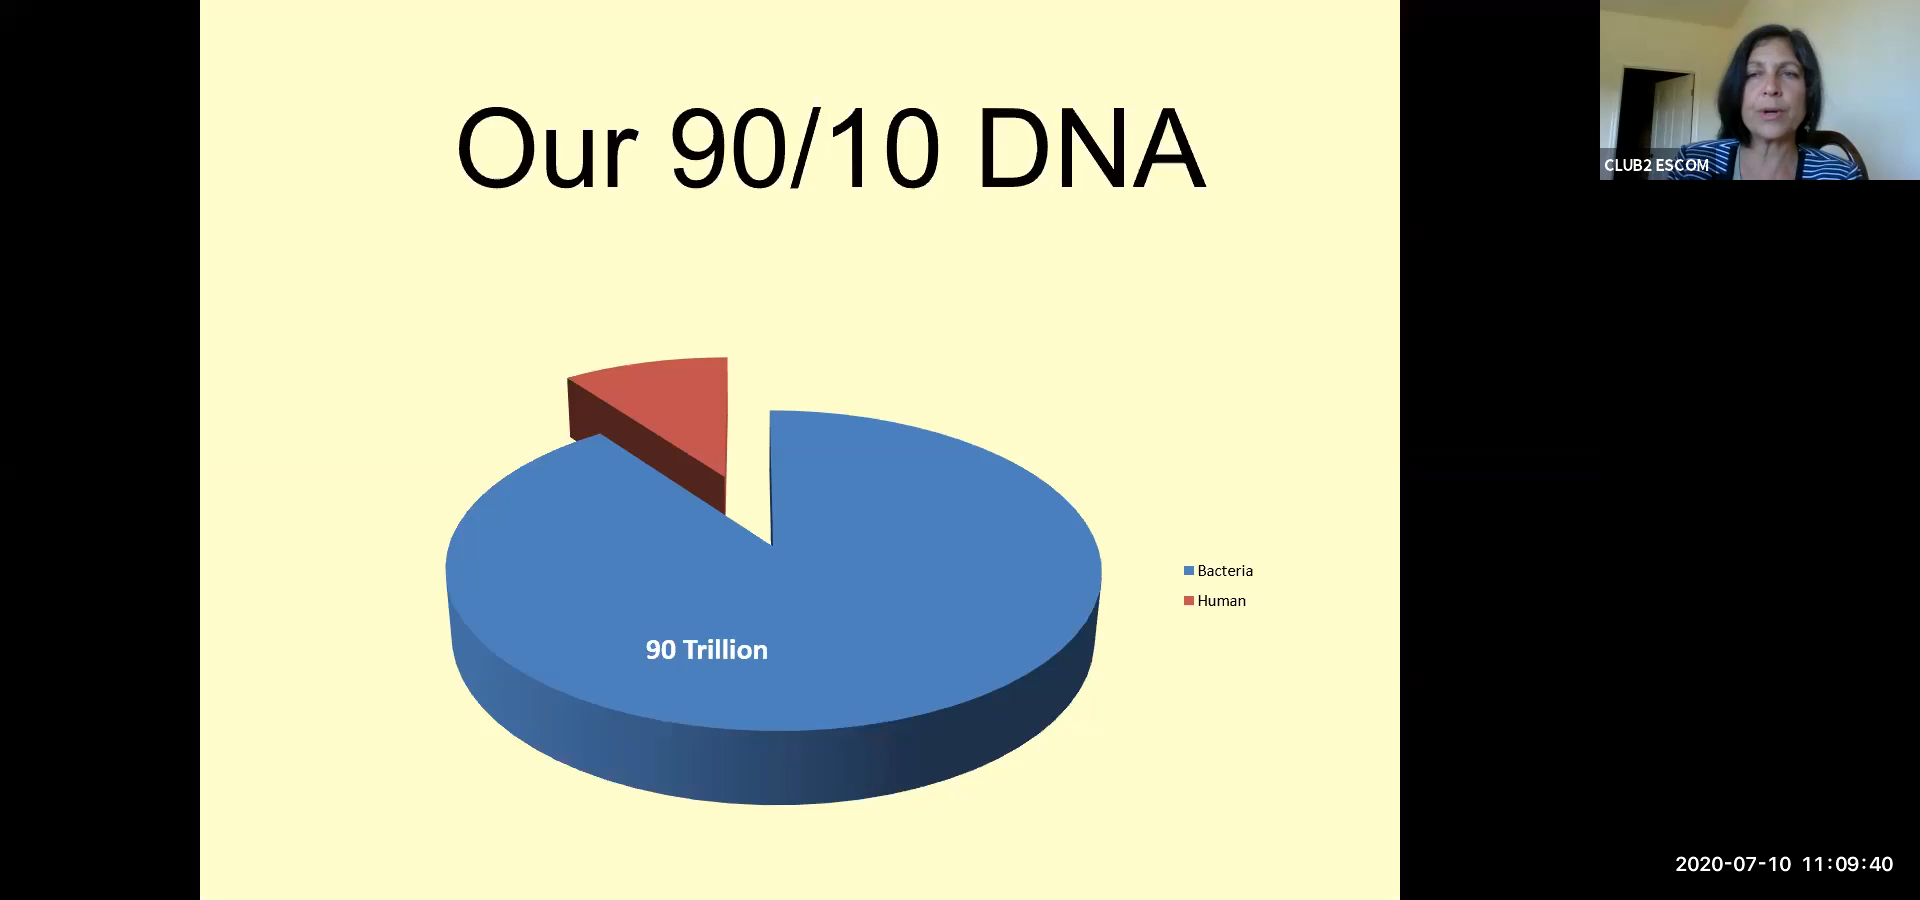 Our 90/10 DNA
CLUB2 ESCOM
Bacteria
Human
90 Trillion
2020-07-10 11:09:40